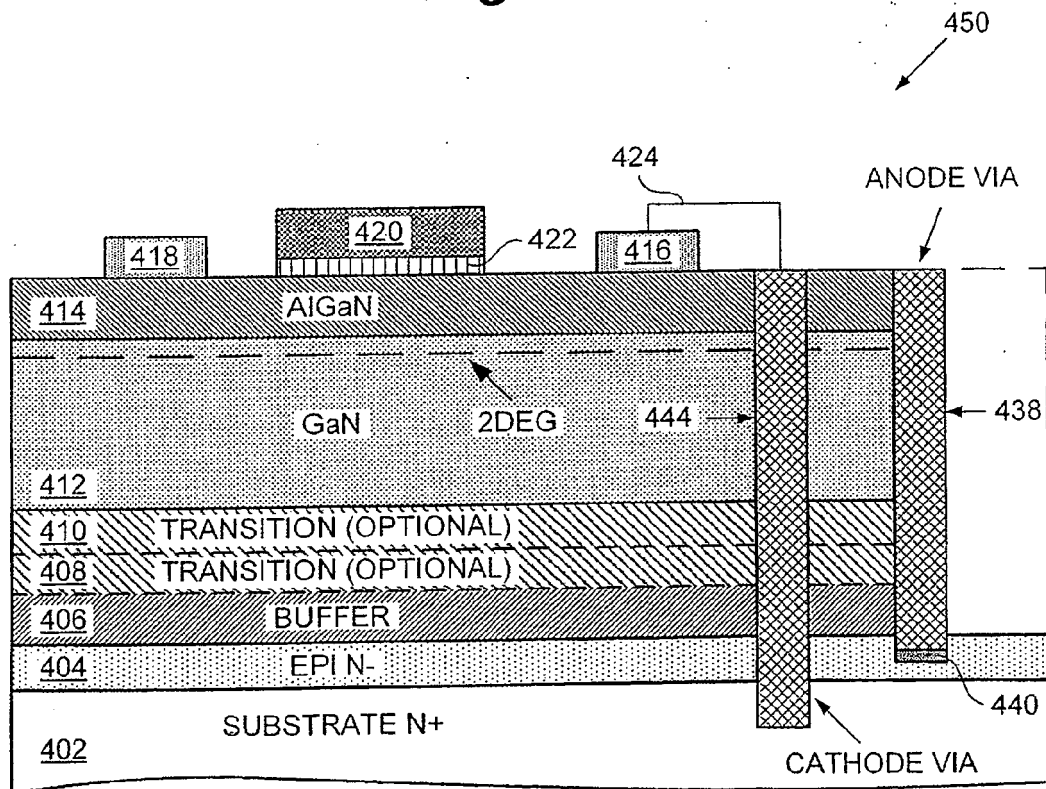 450
424
ANODE VIA
420
422
418
416
414
AlGaN
GaN
2DEG
444
438
412
410 TRANSITION (OPTIONAL)
408 TRANSITION (OPTIONAL)
406 BUFFER
404 EPI N-
440
SUBSTRATE N+
402
CATHODE VIA